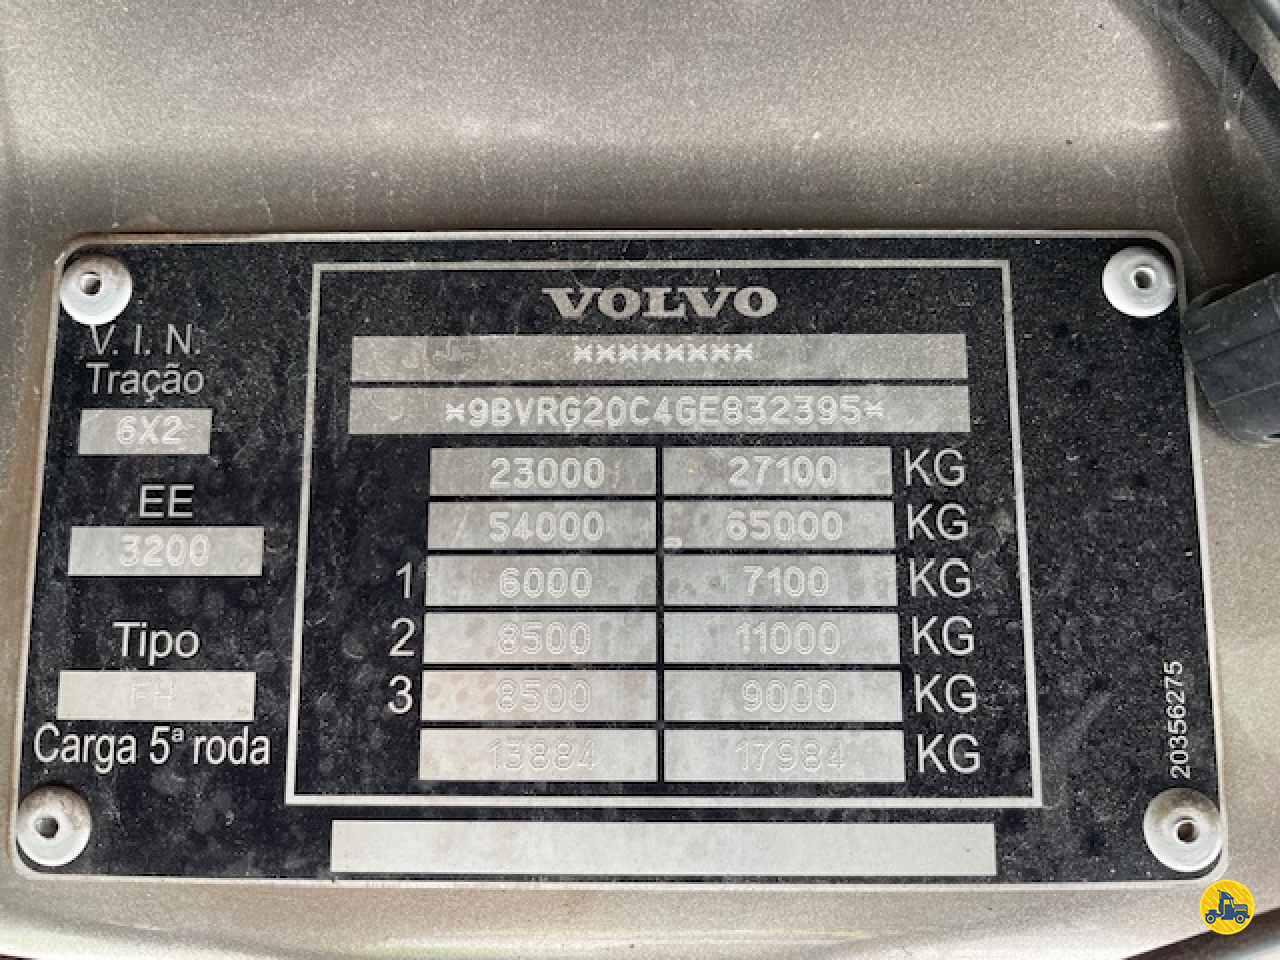 VOLVO
V. I. N.
********
Tração
*9BVRG20C4GE832395*
6X2
23000 27100 KG
EE
54000 65000 KG
3200
1 6000 7100 KG
Tipo
2 8500 11000 KG
FH
3 8500 9000 KG
Carga 5ª roda 13884 17984 KG
20356275